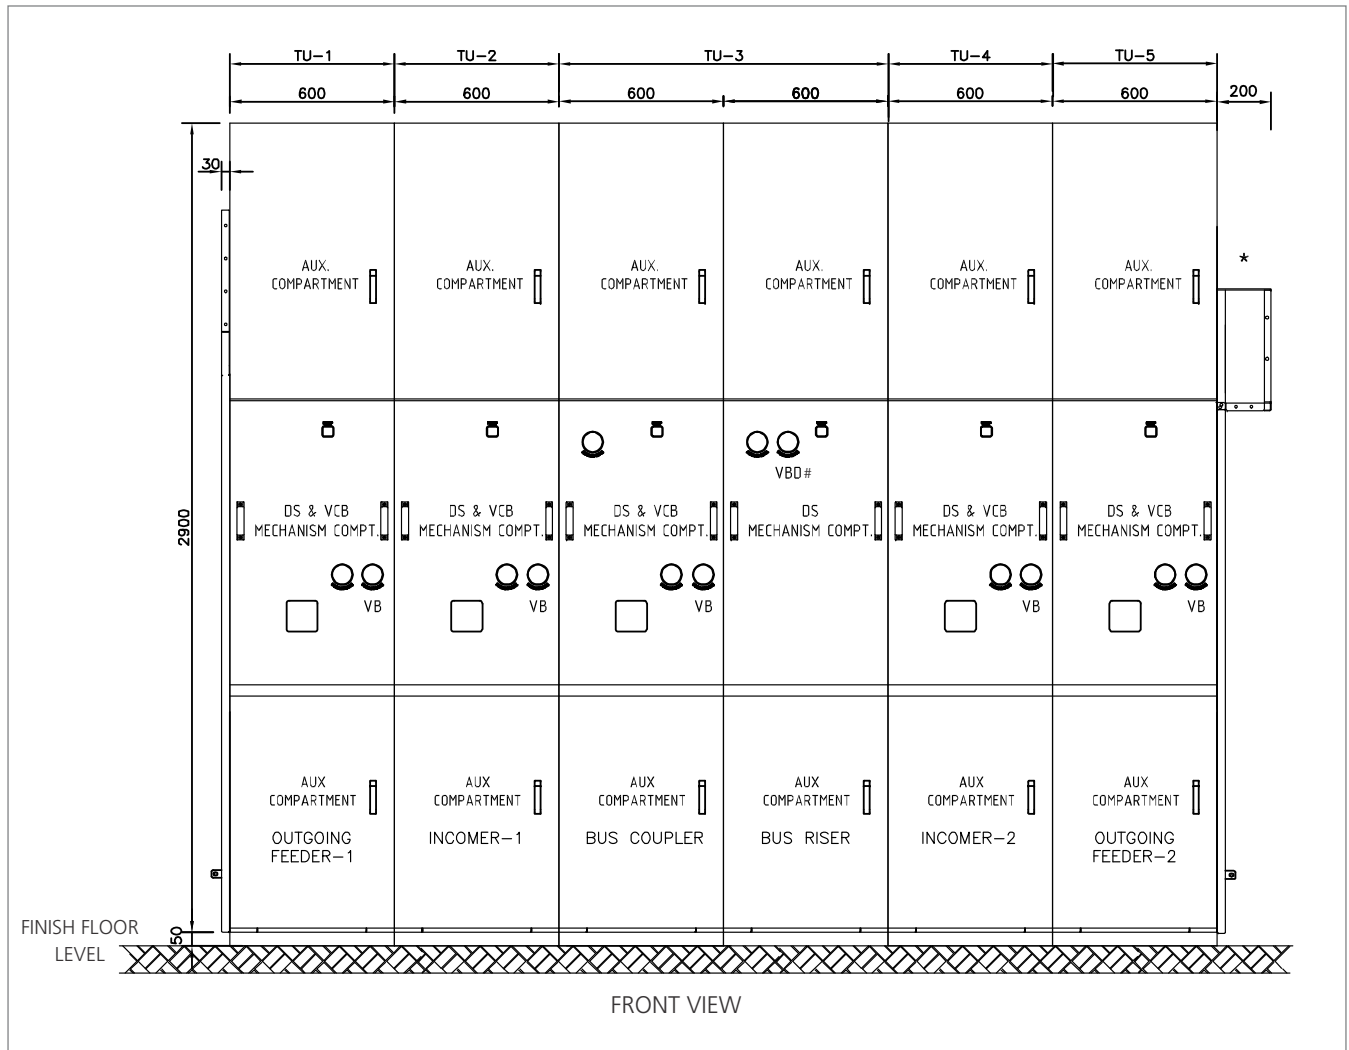 TU-1 TU-2 TU-3 TU-4 TU-5
600 600 600 600 600 600 200
30
*
AUX. AUX. AUX. AUX. AUX. AUX.
COMPARTMENT COMPARTMENT COMPARTMENT COMPARTMENT COMPARTMENT COMPARTMENT
VBD#
2900
DS & VCB DS & VCB DS & VCB DS DS & VCB DS & VCB
MECHANISM COMPT. MECHANISM COMPT. MECHANISM COMPT. MECHANISM COMPT. MECHANISM COMPT. MECHANISM COMPT.
VB VB VB VB VB
AUX AUX AUX AUX AUX AUX
COMPARTMENT COMPARTMENT COMPARTMENT COMPARTMENT COMPARTMENT COMPARTMENT
OUTGOING
FEEDER-1
INCOMER-1
BUS COUPLER
BUS RISER
INCOMER-2
OUTGOING
FEEDER-2
FINISH FLOOR
LEVEL
50
FRONT VIEW